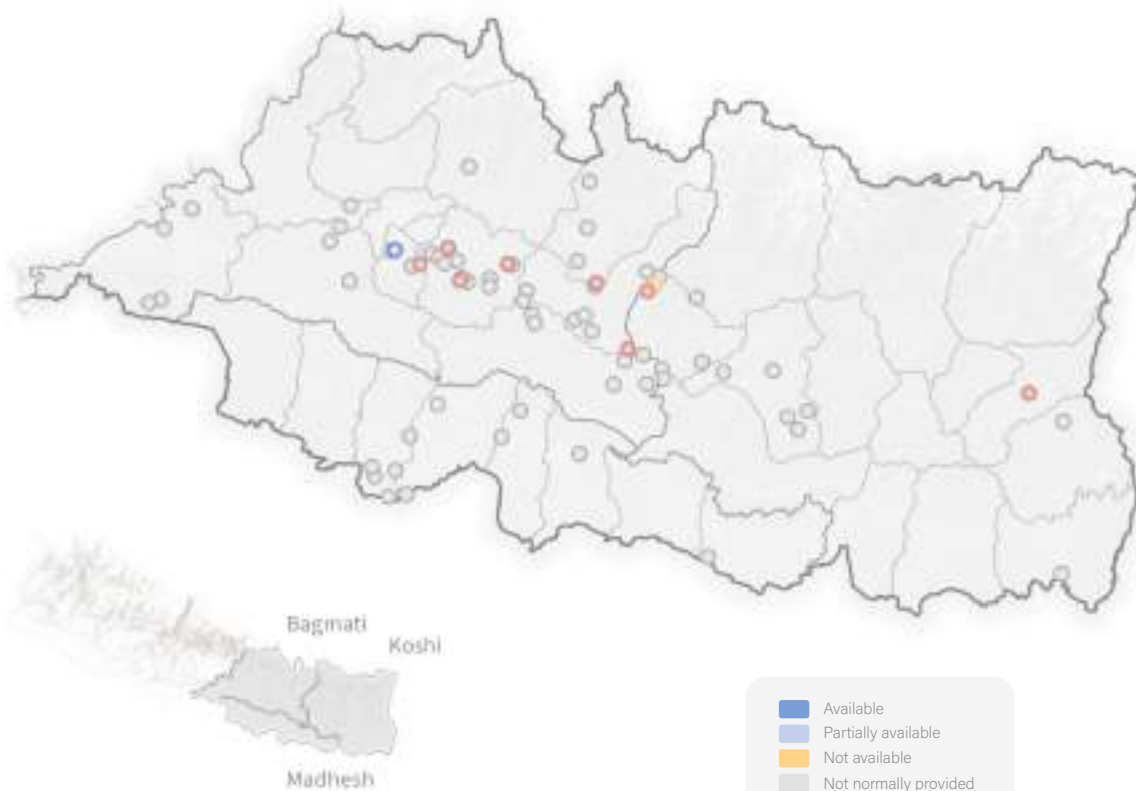 Bagmati
Koshi
Madhesh
Available
Partially available
Not available
Not normally provided